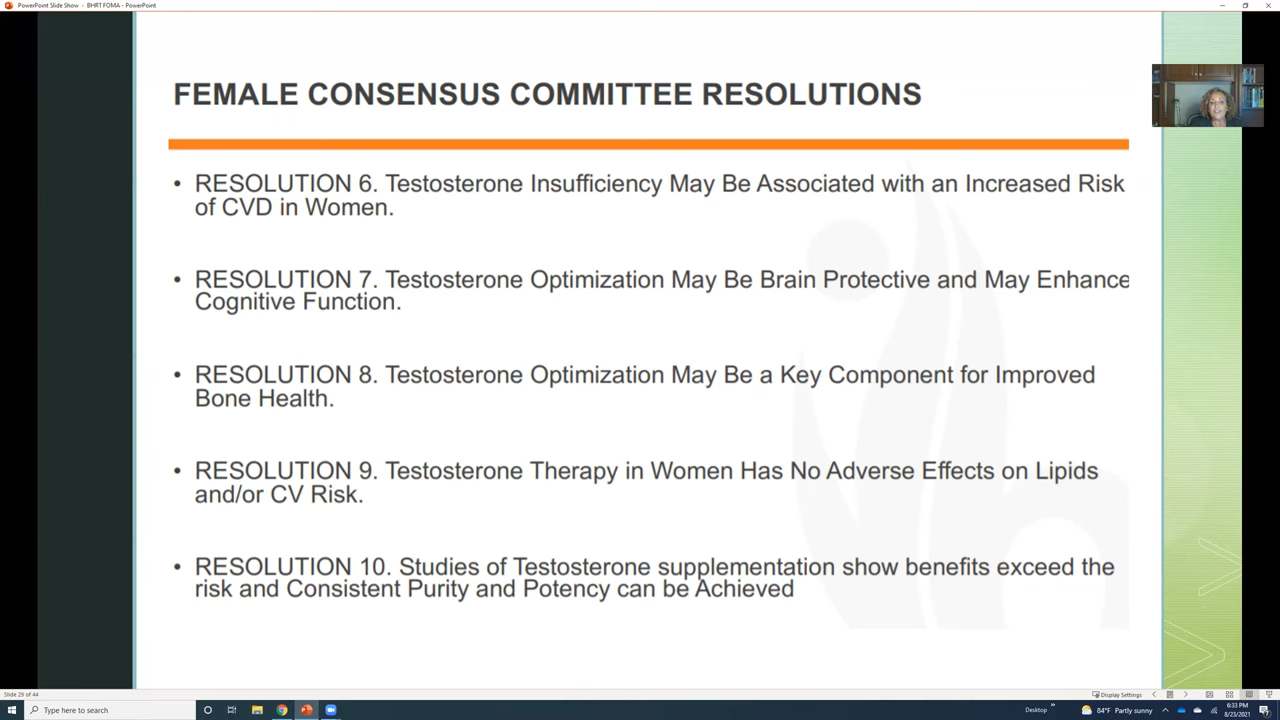 PowerPoint Slide Show - BHRT FOMA - PowerPoint
FEMALE CONSENSUS COMMITTEE RESOLUTIONS
• RESOLUTION 6. Testosterone Insufficiency May Be Associated with an Increased Risk
of CVD in Women.
• RESOLUTION 7. Testosterone Optimization May Be Brain Protective and May Enhance
Cognitive Function.
• RESOLUTION 8. Testosterone Optimization May Be a Key Component for Improved
Bone Health.
• RESOLUTION 9. Testosterone Therapy in Women Has No Adverse Effects on Lipids
and/or CV Risk.
• RESOLUTION 10. Studies of Testosterone supplementation show benefits exceed the
risk and Consistent Purity and Potency can be Achieved
Slide 29 of 44
Display Settings
Type here to search
Desktop
84°F Partly sunny
6:33 PM
8/23/2021